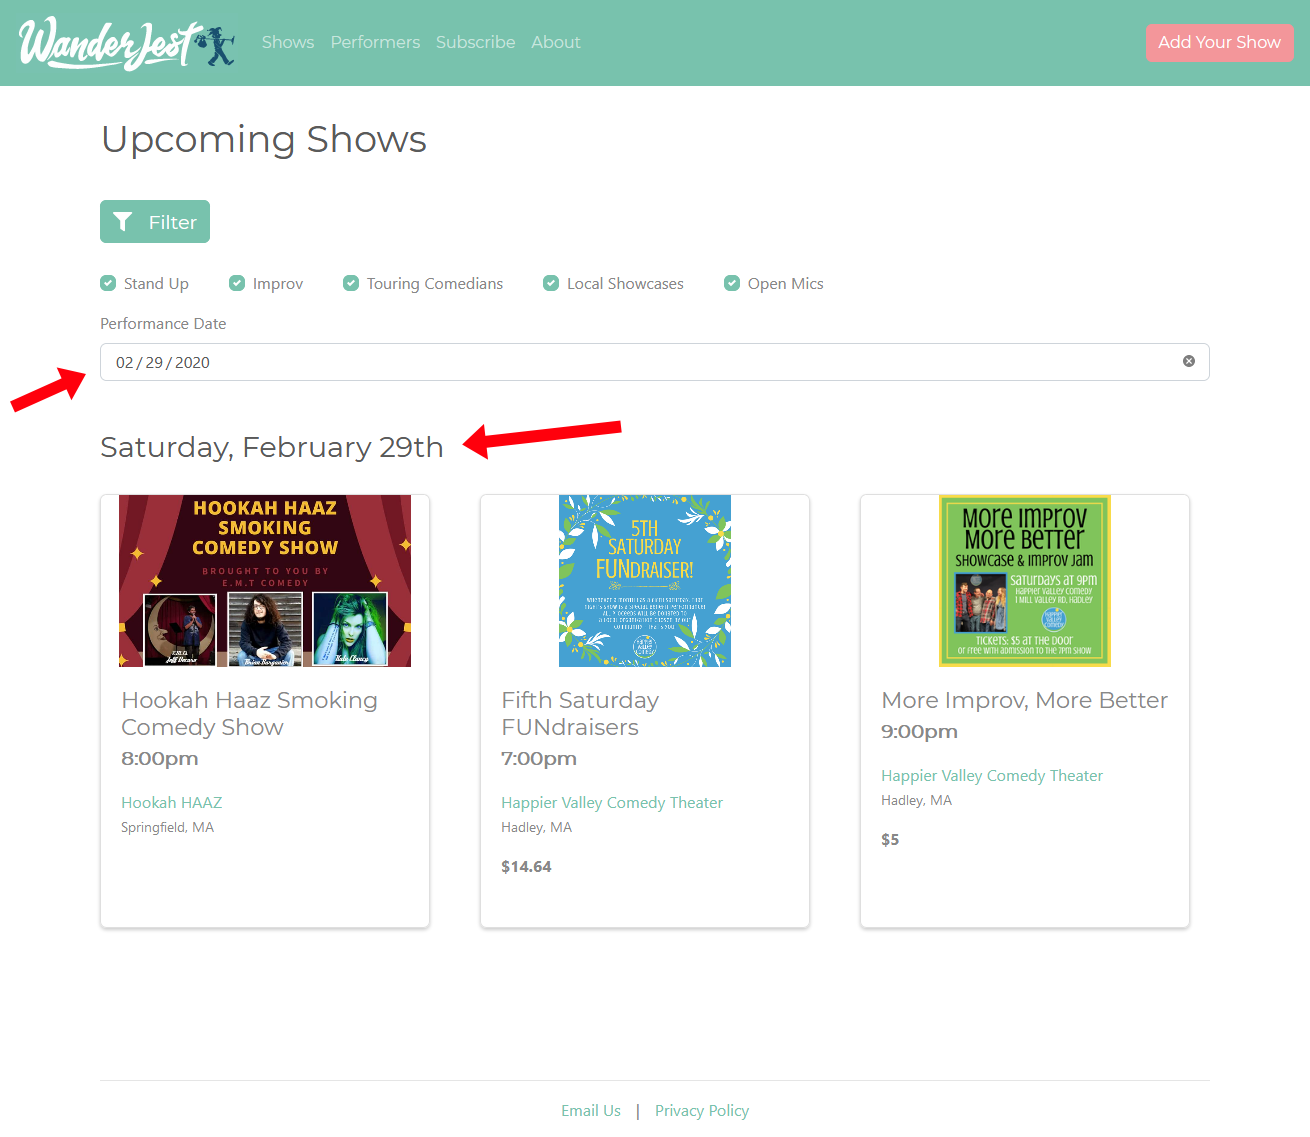 WanderJest
Shows Performers Subscribe About
Add Your Show
Upcoming Shows
Filter
Stand Up Improv Touring Comedians Local Showcases Open Mics
Performance Date
02 / 29 / 2020
Saturday, February 29th
HOOKAH HAAZ
SMOKING
COMEDY SHOW
BROUGHT TO YOU BY
E.M.T COMEDY
Hookah Haaz Smoking
Comedy Show
8:00pm
Hookah HAAZ
Springfield, MA
5TH
SATURDAY
FUNDRAISER!
Fifth Saturday
FUNdraisers
7:00pm
Happier Valley Comedy Theater
Hadley, MA
$14.64
MORE IMPROV
MORE BETTER
SHOWCASE & IMPROV JAM
SATURDAYS AT 9PM
HAPPIER VALLEY COMEDY
1 MILL VALLEY RD, HADLEY
TICKETS: $5 AT THE DOOR
OR FREE WITH ADMISSION TO THE 7PM SHOW
More Improv, More Better
9:00pm
Happier Valley Comedy Theater
Hadley, MA
$5
Email Us | Privacy Policy